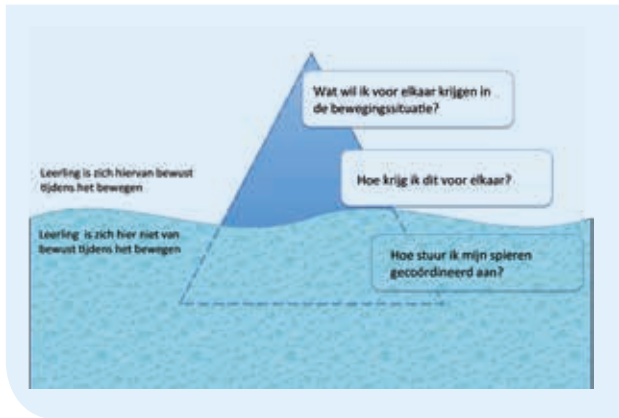 Wat wil ik voor elkaar krijgen in
de bewegingssituatie?
Leerling is zich hiervan bewust
tijdens het bewegen
Hoe krijg ik dit voor elkaar?
Leerling is zich hier niet van
bewust tijdens het bewegen
Hoe stuur ik mijn spieren
gecoördineerd aan?